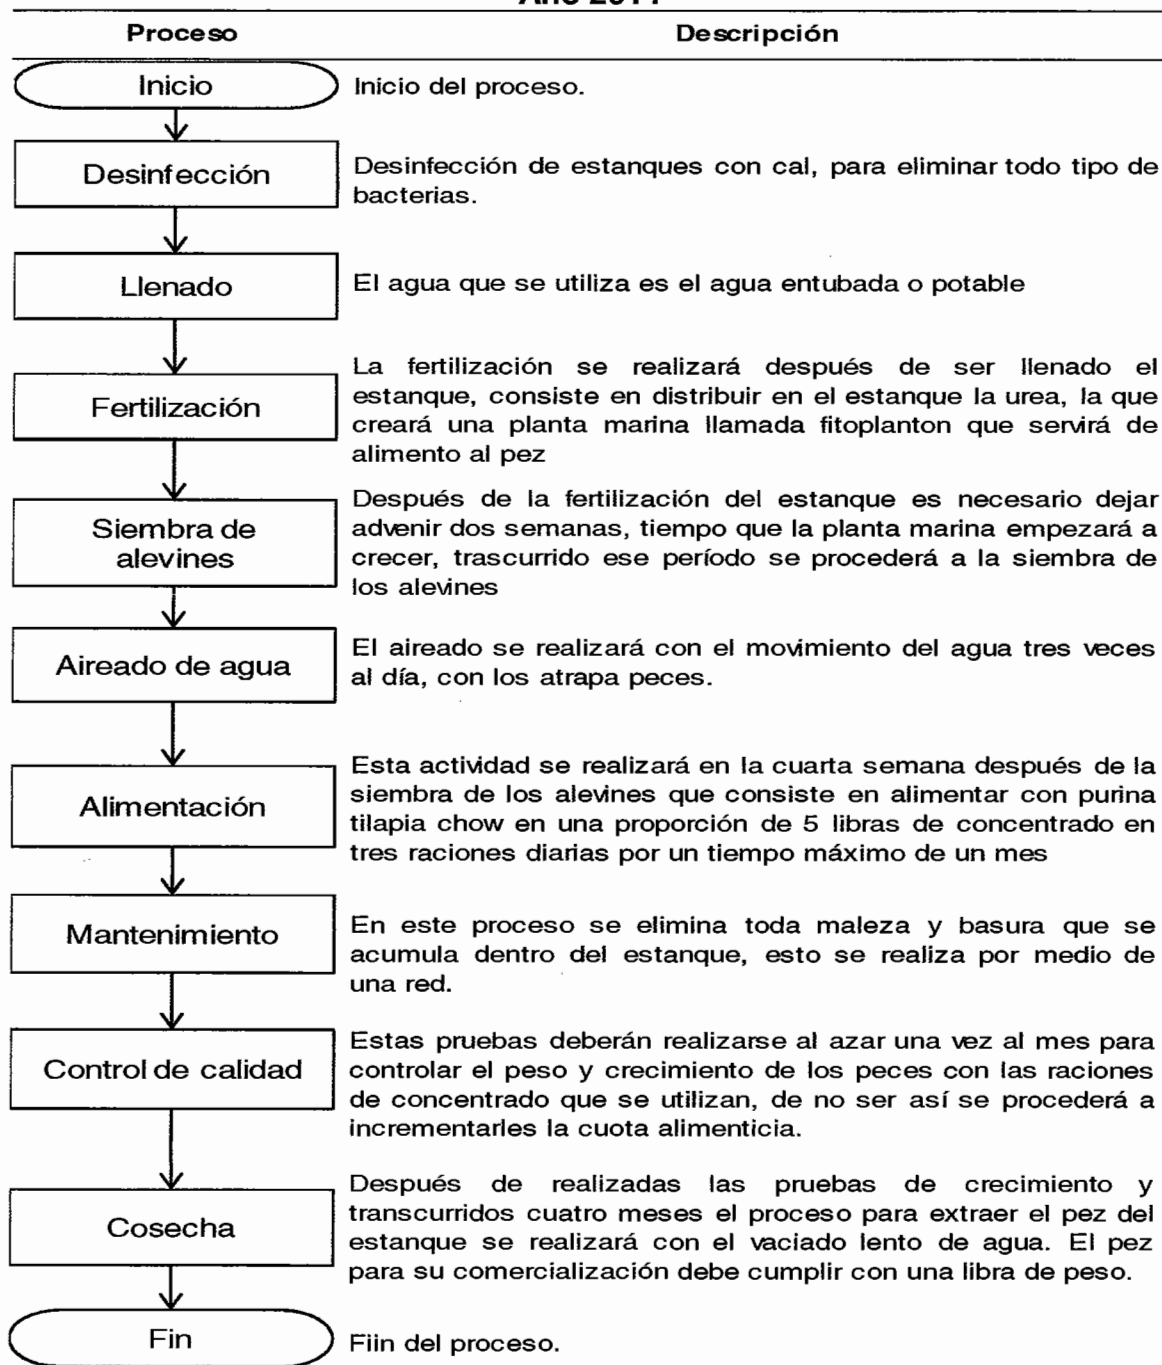 Proceso Descripción
Inicio Inicio del proceso.
Desinfección
Desinfección de estanques con cal, para eliminar todo tipo de
bacterias.
Llenado El agua que se utiliza es el agua entubada o potable
Fertilización
La fertilización se realizará después de ser llenado el
estanque, consiste en distribuir en el estanque la urea, la que
creará una planta marina llamada fitoplanton que servirá de
alimento al pez
Siembra de
alevines
Después de la fertilización del estanque es necesario dejar
advenir dos semanas, tiempo que la planta marina empezará a
crecer, trascurrido ese período se procederá a la siembra de
los alevines
Aireado de agua
El aireado se realizará con el movimiento del agua tres veces
al día, con los atrapa peces.
Alimentación
Esta actividad se realizará en la cuarta semana después de la
siembra de los alevines que consiste en alimentar con purina
tilapia chow en una proporción de 5 libras de concentrado en
tres raciones diarias por un tiempo máximo de un mes
Mantenimiento
En este proceso se elimina toda maleza y basura que se
acumula dentro del estanque, esto se realiza por medio de
una red.
Control de calidad
Estas pruebas deberán realizarse al azar una vez al mes para
controlar el peso y crecimiento de los peces con las raciones
de concentrado que se utilizan, de no ser así se procederá a
incrementarles la cuota alimenticia.
Cosecha
Después de realizadas las pruebas de crecimiento y
transcurridos cuatro meses el proceso para extraer el pez del
estanque se realizará con el vaciado lento de agua. El pez
para su comercialización debe cumplir con una libra de peso.
Fin Fiin del proceso.